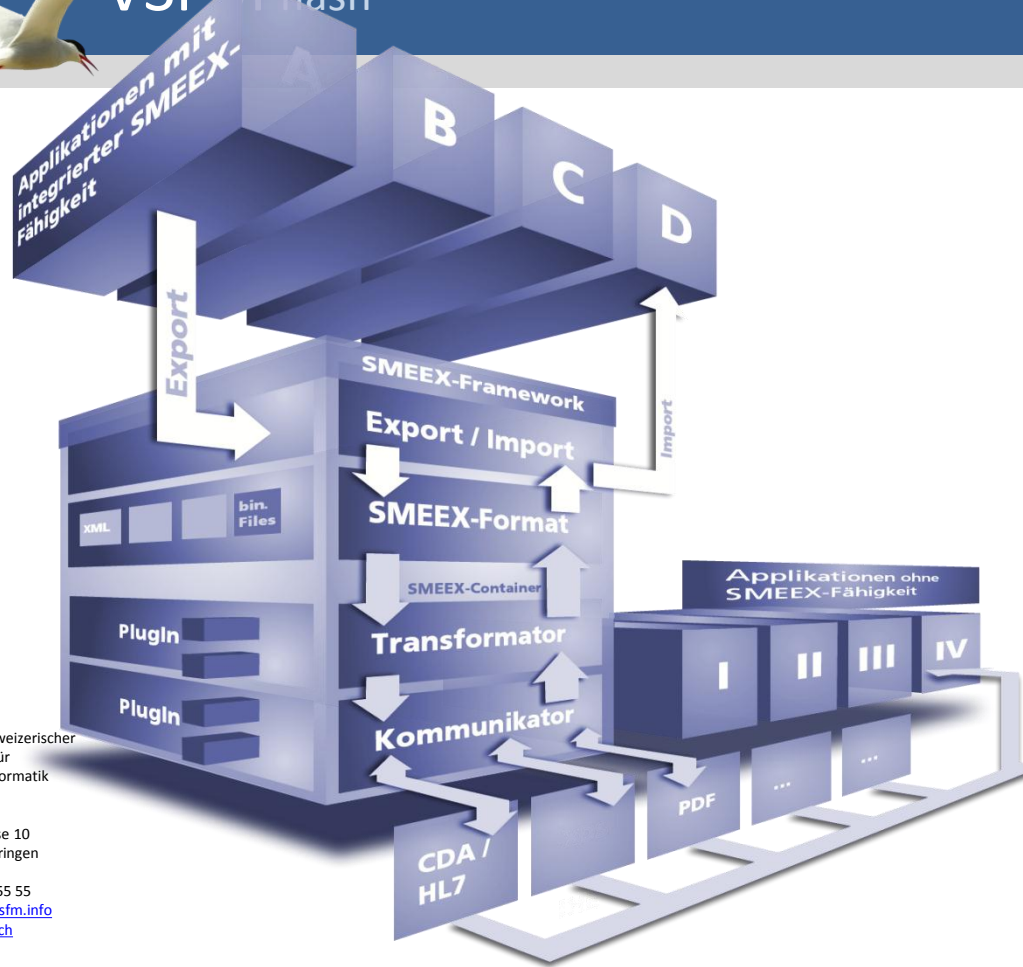 Applikationen mit
integrierter SMEEX-
Fähigkeit
A
B
C
D
Export
Import
SMEEX-Framework
Export / Import
SMEEX-Format
XML
bin.
Files
SMEEX-Container
Transformator
PlugIn
Kommunikator
PlugIn
Applikationen ohne
SMEEX-Fähigkeit
I
II
III
IV
CDA /
HL7
PDF
...
...
weizerischer
ür
ormatik
se 10
ringen
55 55
sfm.info
ch